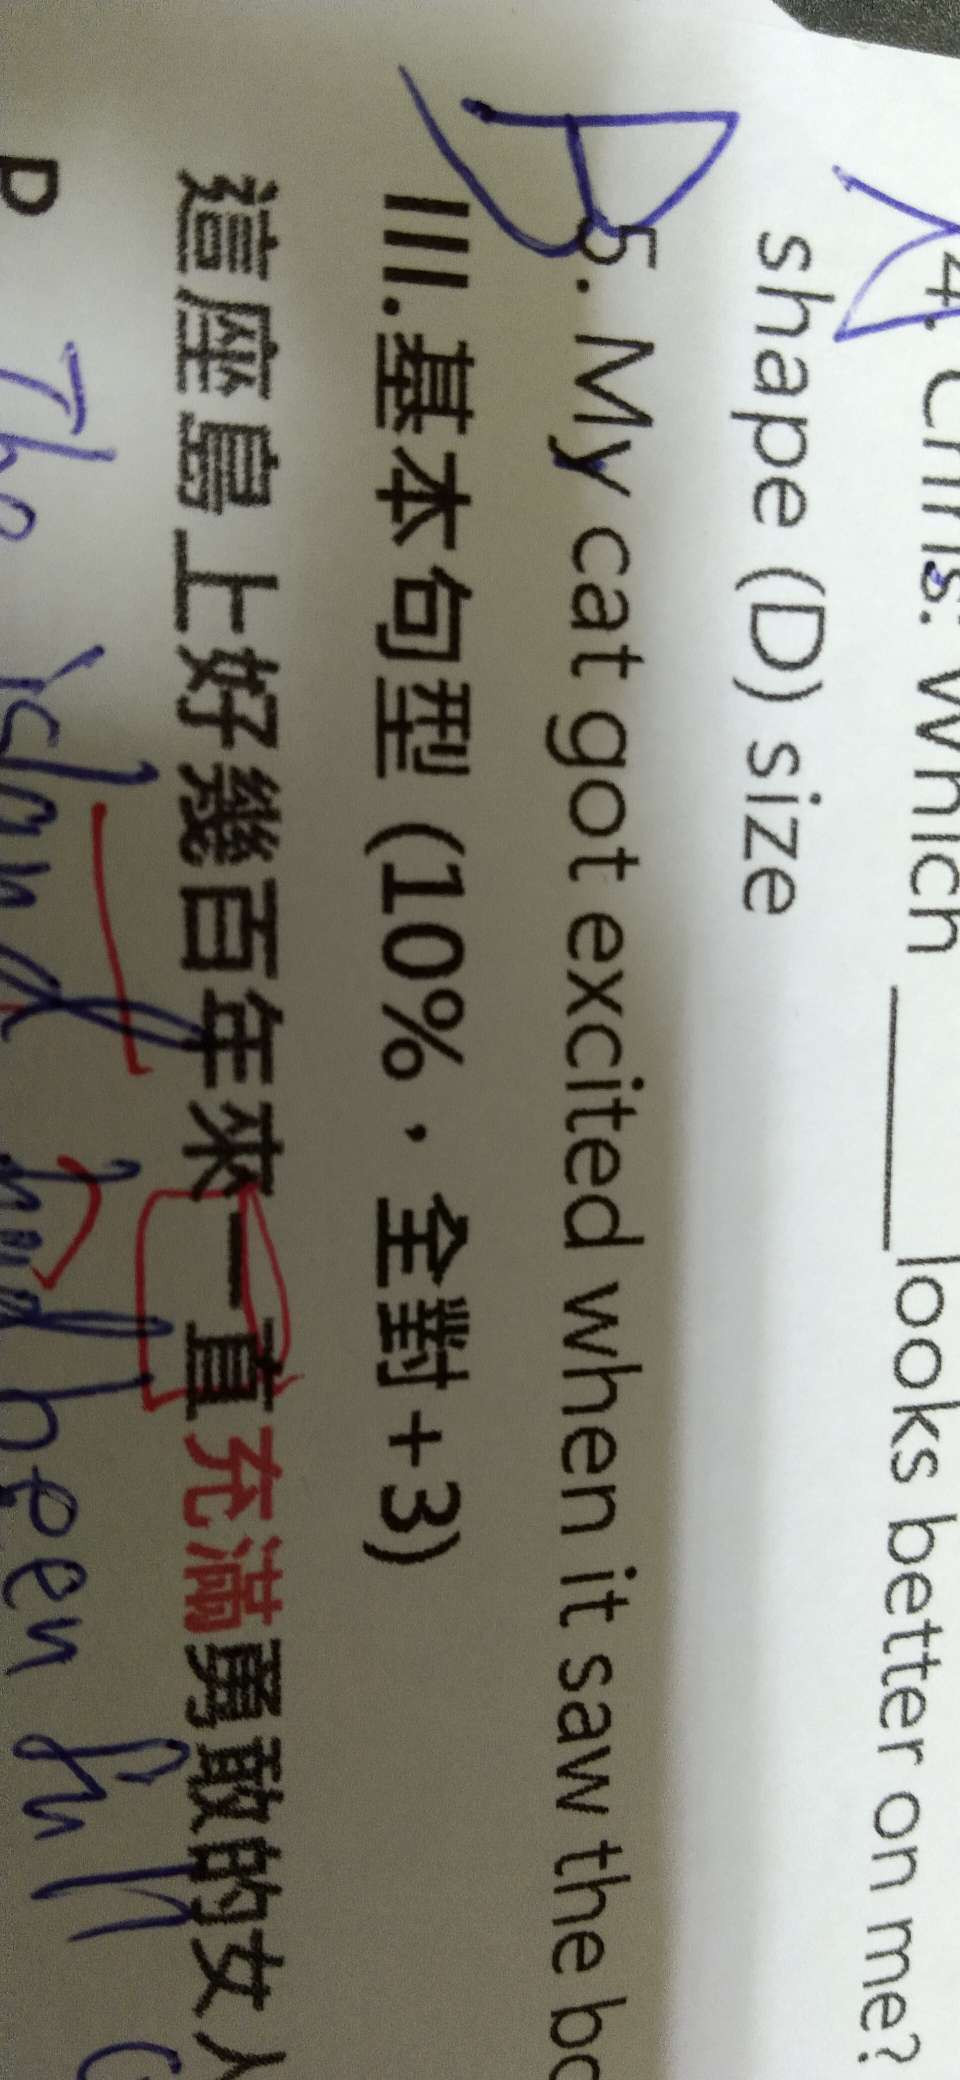 4. Chris: Which ______ looks better on me?
shape (D) size
A 5. My cat got excited when it saw the
III.基本句型 (10%,全對+3)
這座島上好幾百年來一直充滿勇敢的女人
The island been full